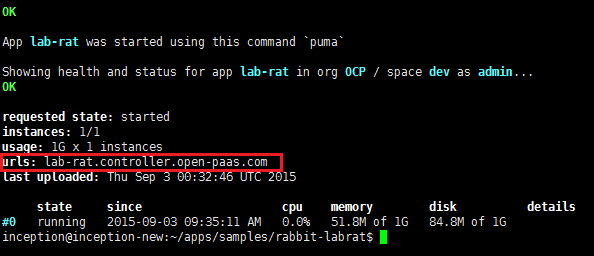 OK
App lab-rat was started using this command `puma`
Showing health and status for app lab-rat in org OCP / space dev as admin...
OK
requested state: started
instances: 1/1
usage: 1G x 1 instances
urls: lab-rat.controller.open-paas.com
last uploaded: Thu Sep 3 00:32:46 UTC 2015
state since cpu memory disk details
#0 running 2015-09-03 09:35:11 AM 0.0% 51.8M of 1G 84.8M of 1G
inception@inception-new:~/apps/samples/rabbit-labrat$